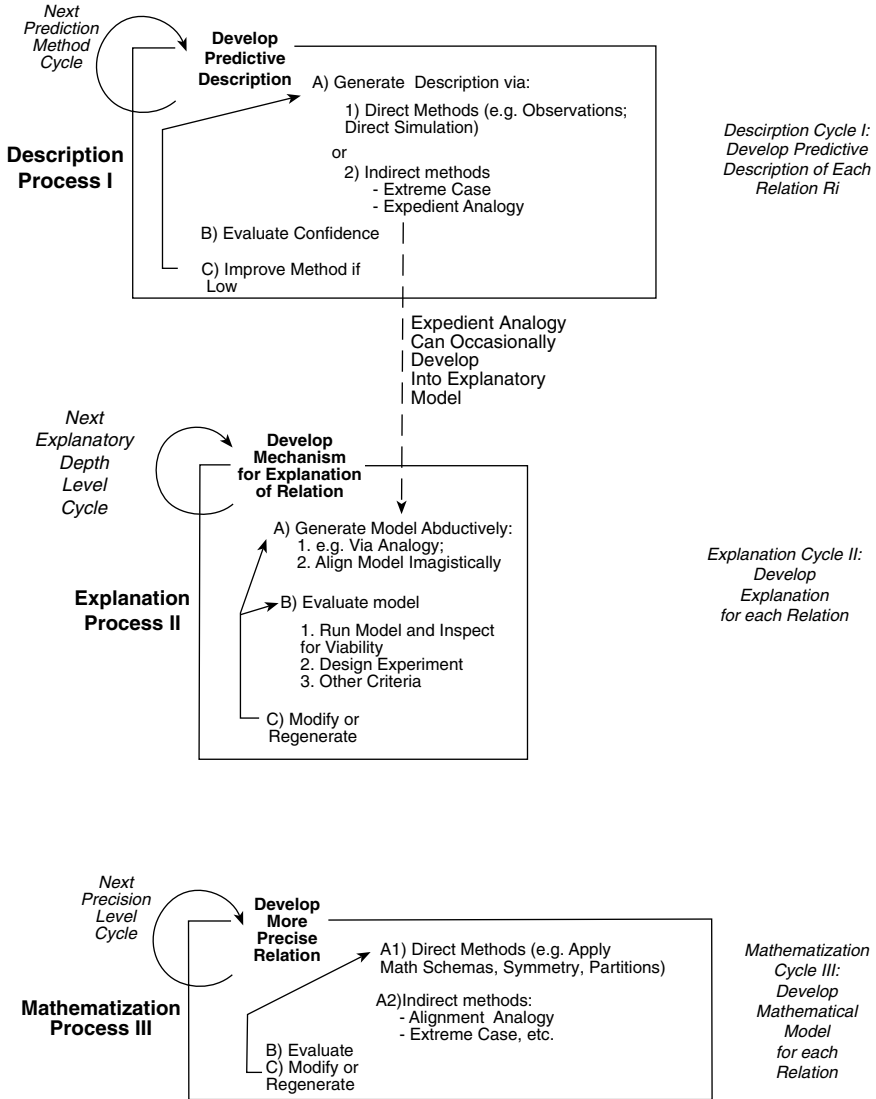 Next
Prediction
Method
Cycle
Develop
Predictive
Description
A) Generate Description via:
1) Direct Methods (e.g. Observations;
Direct Simulation)
or
2) Indirect methods
- Extreme Case
- Expedient Analogy
B) Evaluate Confidence
C) Improve Method if
Low
Description
Process I
Descirption Cycle I:
Develop Predictive
Description of Each
Relation Ri
Expedient Analogy
Can Occasionally
Develop
Into Explanatory
Model
Next
Explanatory
Depth
Level
Cycle
Develop
Mechanism
for Explanation
of Relation
A) Generate Model Abductively:
1. e.g. Via Analogy;
2. Align Model Imagistically
B) Evaluate model
1. Run Model and Inspect
for Viability
2. Design Experiment
3. Other Criteria
C) Modify or
Regenerate
Explanation
Process II
Explanation Cycle II:
Develop
Explanation
for each Relation
Next
Precision
Level
Cycle
Develop
More
Precise
Relation
A1) Direct Methods (e.g. Apply
Math Schemas, Symmetry, Partitions)
A2)Indirect methods:
- Alignment Analogy
- Extreme Case, etc.
B) Evaluate
C) Modify or
Regenerate
Mathematization
Process III
Mathematization
Cycle III:
Develop
Mathematical
Model
for each
Relation